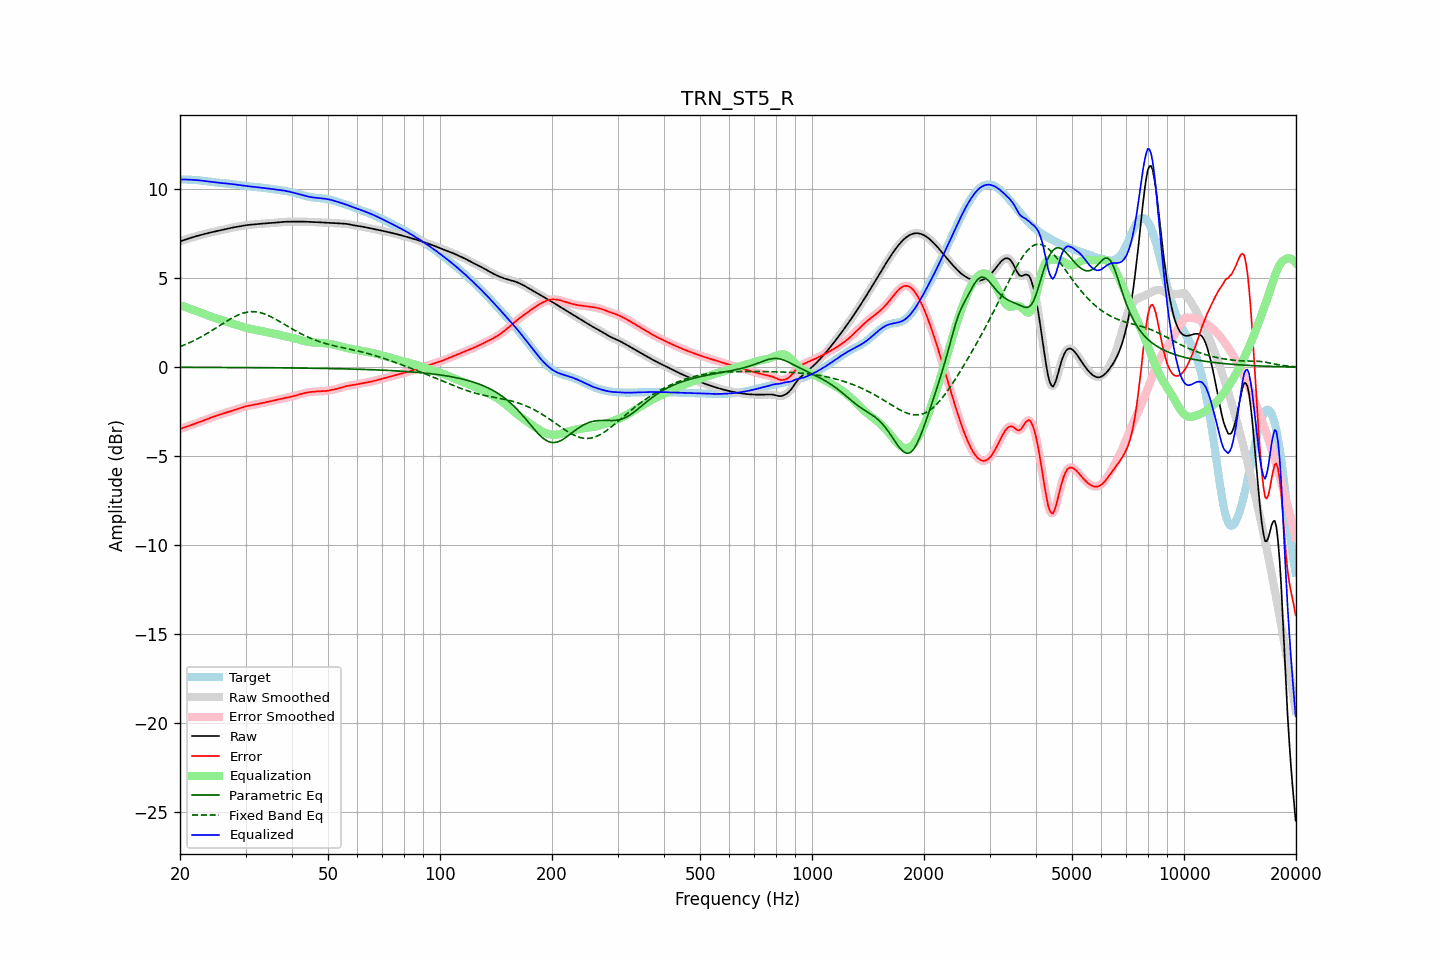 TRN_ST5_R
Amplitude (dBr)
10
5
0
−5
−10
−15
−20
−25
Target
Raw Smoothed
Error Smoothed
Raw
Error
Equalization
Parametric Eq
Fixed Band Eq
Equalized
20 50 100 200 500 1000 2000 5000 10000 20000
Frequency (Hz)